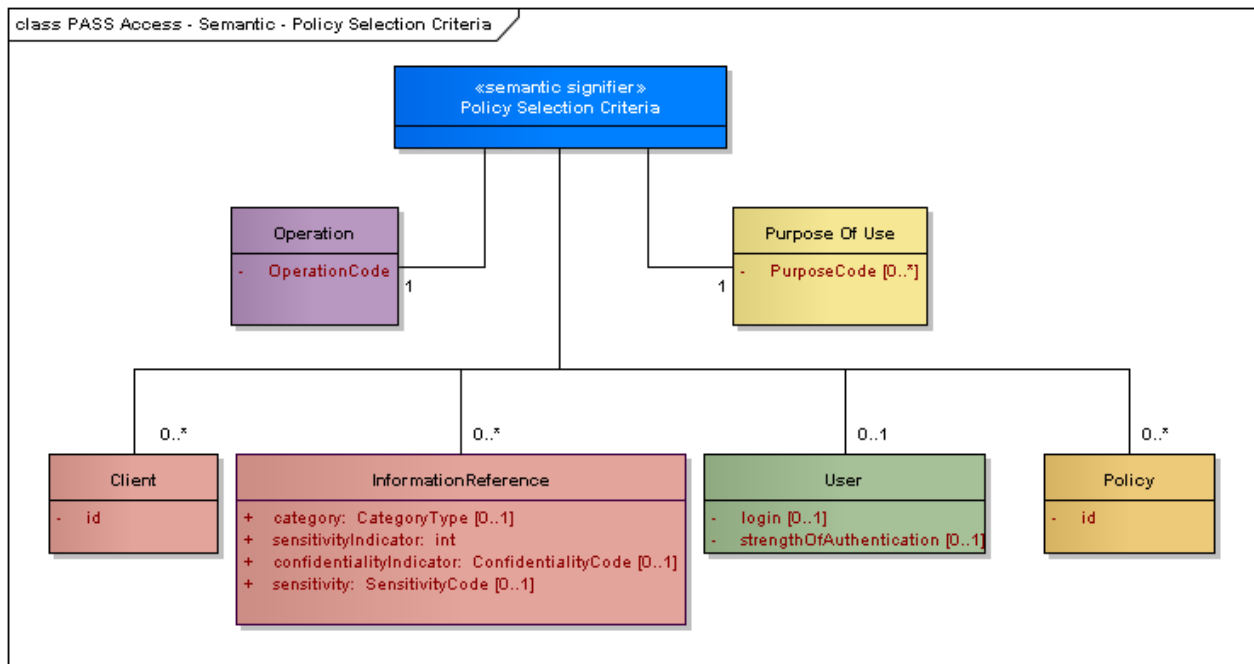 class PASS Access - Semantic - Policy Selection Criteria
«semantic signifier»
Policy Selection Criteria
Operation
- OperationCode
1
Purpose Of Use
- PurposeCode [0..*]
1
0..*
0..*
0..1
0..*
Client
- id
InformationReference
+ category: CategoryType [0..1]
+ sensitivityIndicator: int
+ confidentialityIndicator: ConfidentialityCode [0..1]
+ sensitivity: SensitivityCode [0..1]
User
- login [0..1]
- strengthOfAuthentication [0..1]
Policy
- id